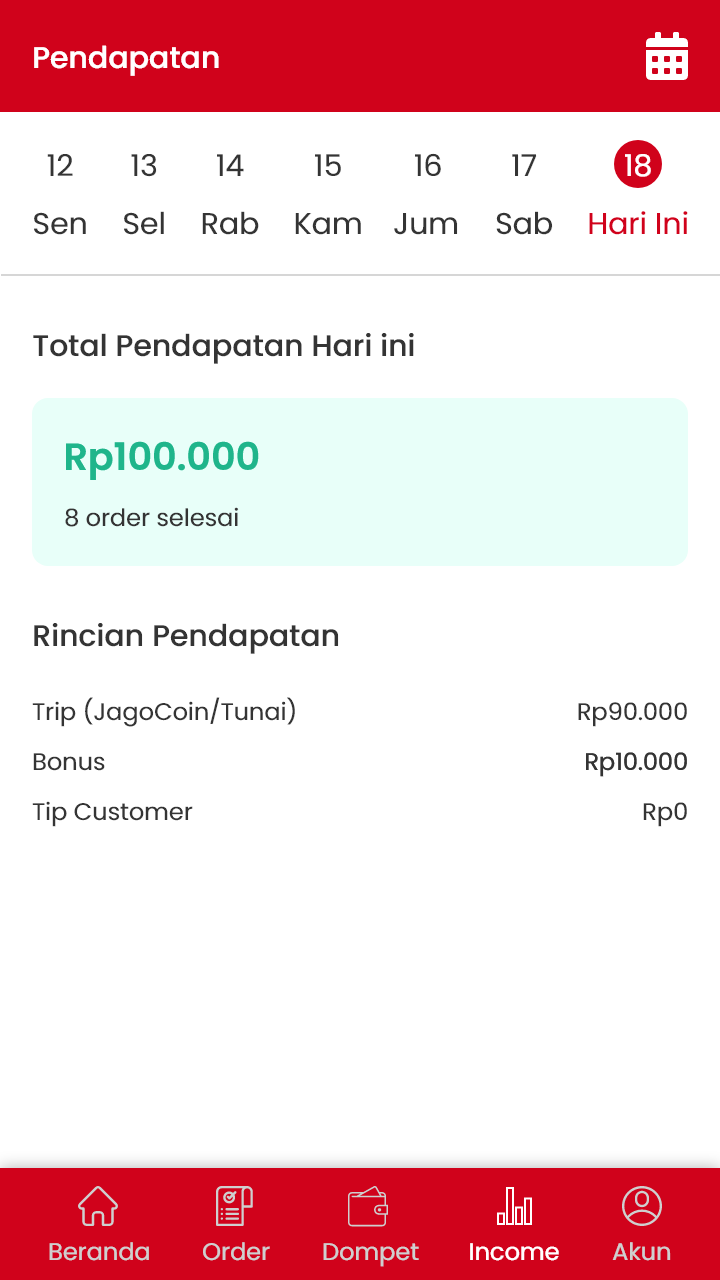 Pendapatan
12 13 14 15 16 17 18
Sen Sel Rab Kam Jum Sab Hari Ini
Total Pendapatan Hari ini
Rp100.000
8 order selesai
Rincian Pendapatan
Trip (JagoCoin/Tunai) Rp90.000
Bonus Rp10.000
Tip Customer Rp0
Beranda Order Dompet Income Akun